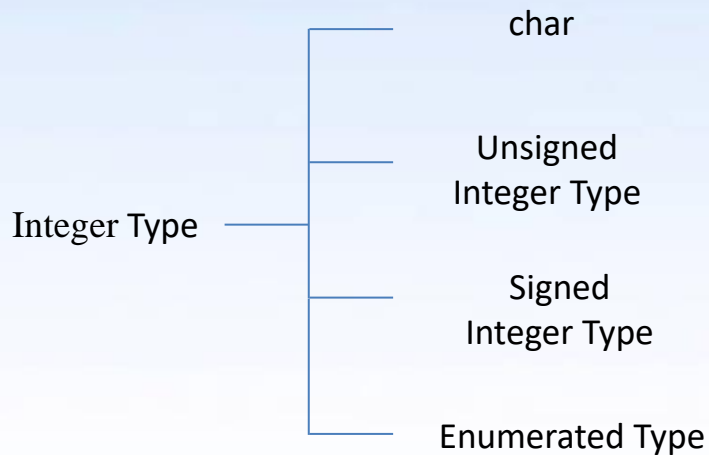 char
Unsigned
Integer Type
Integer Type
Signed
Integer Type
Enumerated Type